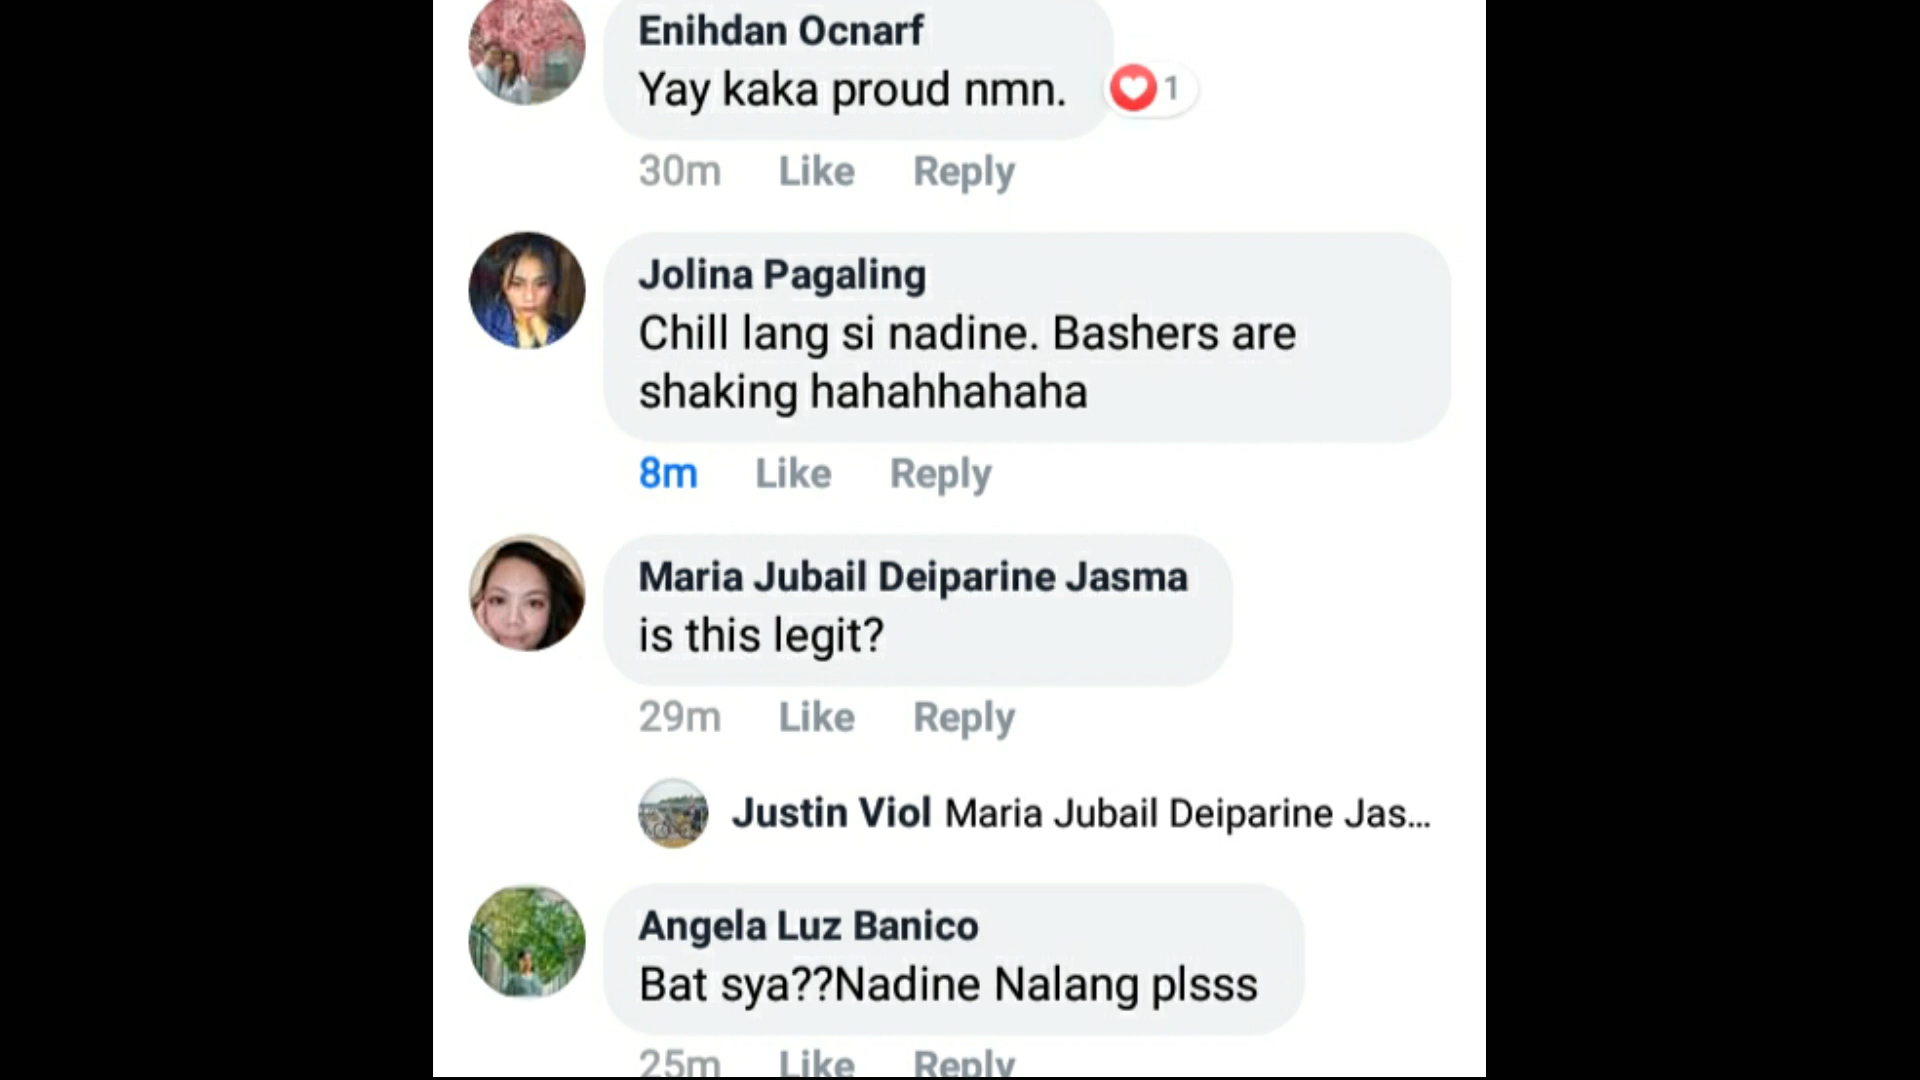 Enihdan Ocnarf
Yay kaka proud nmn.
1
30m Like Reply
Jolina Pagaling
Chill lang si nadine. Bashers are
shaking hahahhahaha
8m Like Reply
Maria Jubail Deiparine Jasma
is this legit?
29m Like Reply
Justin Viol Maria Jubail Deiparine Jas...
Angela Luz Banico
Bat sya??Nadine Nalang plsss
25m Like Reply